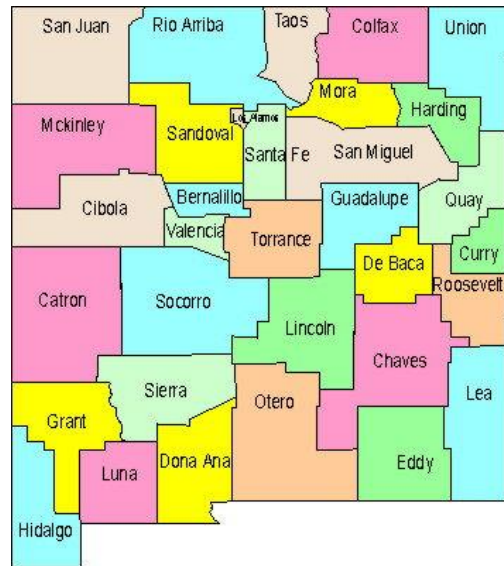 San Juan
Rio Arriba
Taos
Colfax
Union
Mckinley
Sandoval
Los Alamos
Santa Fe
Mora
Harding
San Miguel
Quay
Cibola
Bernalillo
Valencia
Torrance
Guadalupe
De Baca
Curry
Roosevelt
Catron
Socorro
Lincoln
Chaves
Lea
Grant
Sierra
Otero
Eddy
Luna
Dona Ana
Hidalgo